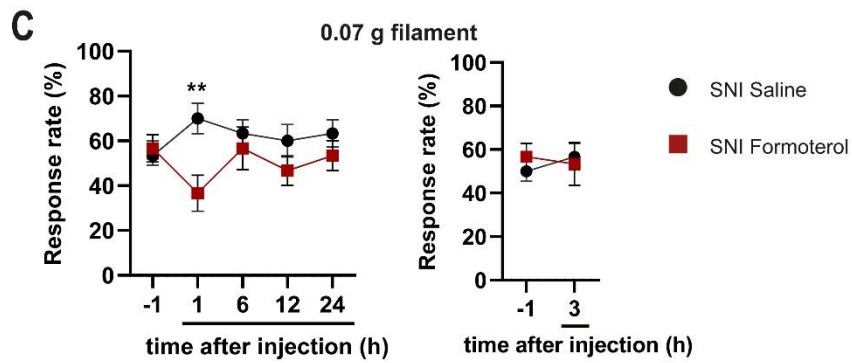 C
0.07 g filament
Response rate (%)
100
80
60
40
20
0
**
-1 1 6 12 24
time after injection (h)
Response rate (%)
100
80
60
40
20
0
-1 3
time after injection (h)
SNI Saline
SNI Formoterol